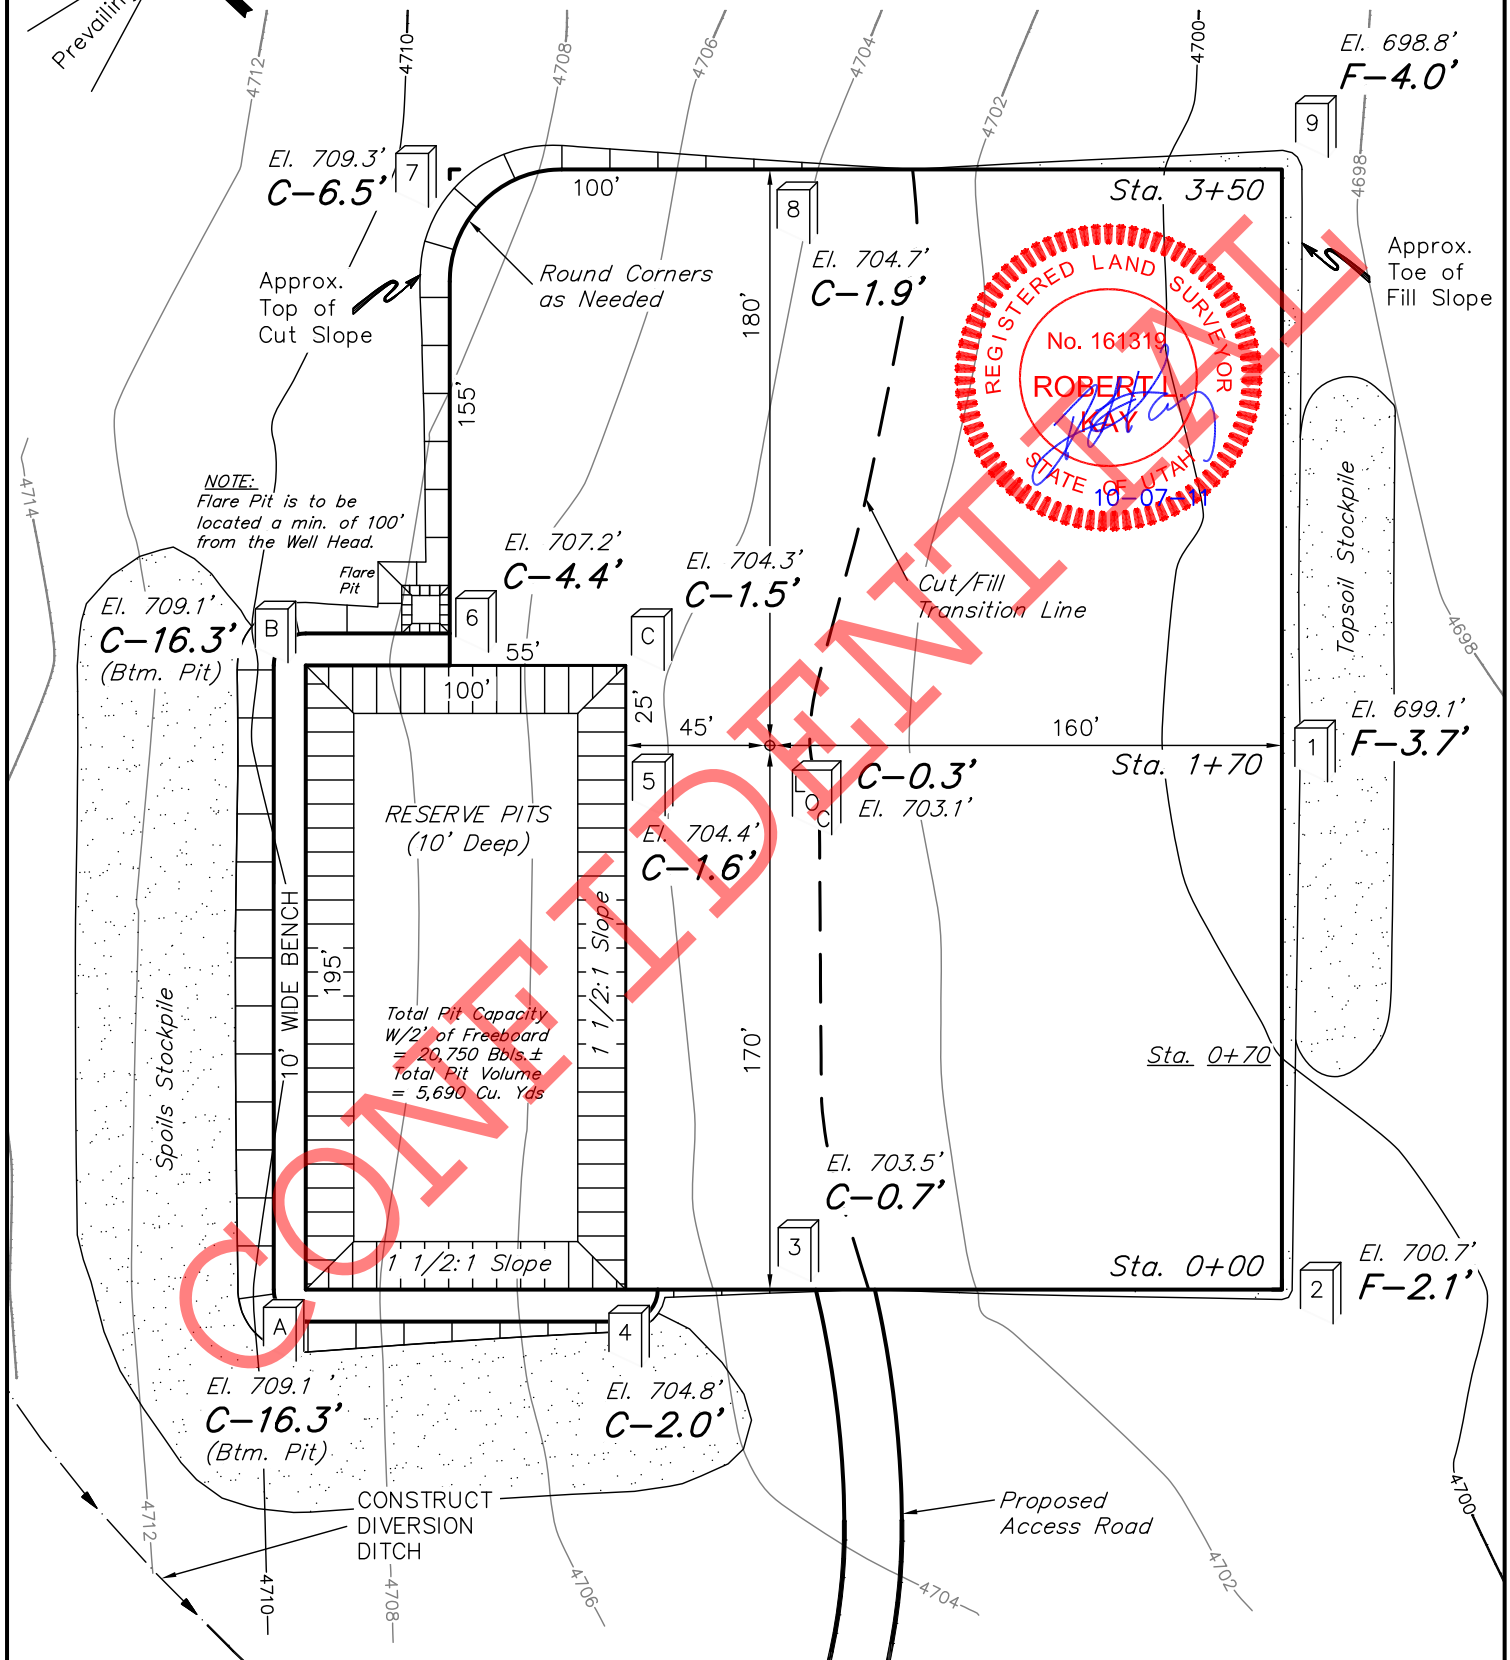 Prevailing
4712
4710
4708
4706
4704
4702
4700
4698
El. 698.8'
F-4.0'
9
El. 709.3'
C-6.5'
7
100'
8
Sta. 3+50
El. 704.7'
C-1.9'
Approx.
Top of
Cut Slope
Round Corners
as Needed
180'
Approx.
Toe of
Fill Slope
REGISTERED LAND SURVEYOR
No. 161319
ROBERT L.
KAY
STATE OF UTAH
10-07-11
155'
4714
NOTE:
Flare Pit is to be
located a min. of 100'
from the Well Head.
Flare
Pit
El. 707.2'
C-4.4'
El. 704.3'
C-1.5'
Cut/Fill
Transition Line
Topsoil Stockpile
4698
El. 709.1'
C-16.3'
(Btm. Pit)
B
6
C
55'
100'
25'
45'
160'
El. 699.1'
F-3.7'
1
Sta. 1+70
5
LOC
C-0.3'
El. 703.1'
RESERVE PITS
(10' Deep)
El. 704.4'
C-1.6'
10' WIDE BENCH
195'
1 1/2:1 Slope
Spoils Stockpile
Total Pit Capacity
W/2' of Freeboard
= 20,750 Bbls.±
Total Pit Volume
= 5,690 Cu. Yds
170'
Sta. 0+70
El. 703.5'
C-0.7'
3
1 1/2:1 Slope
Sta. 0+00
El. 700.7'
F-2.1'
2
A
4
El. 709.1 '
C-16.3'
(Btm. Pit)
El. 704.8'
C-2.0'
CONSTRUCT
DIVERSION
DITCH
Proposed
Access Road
4712
4710
4708
4706
4704
4702
4700
CONFIDENTIAL